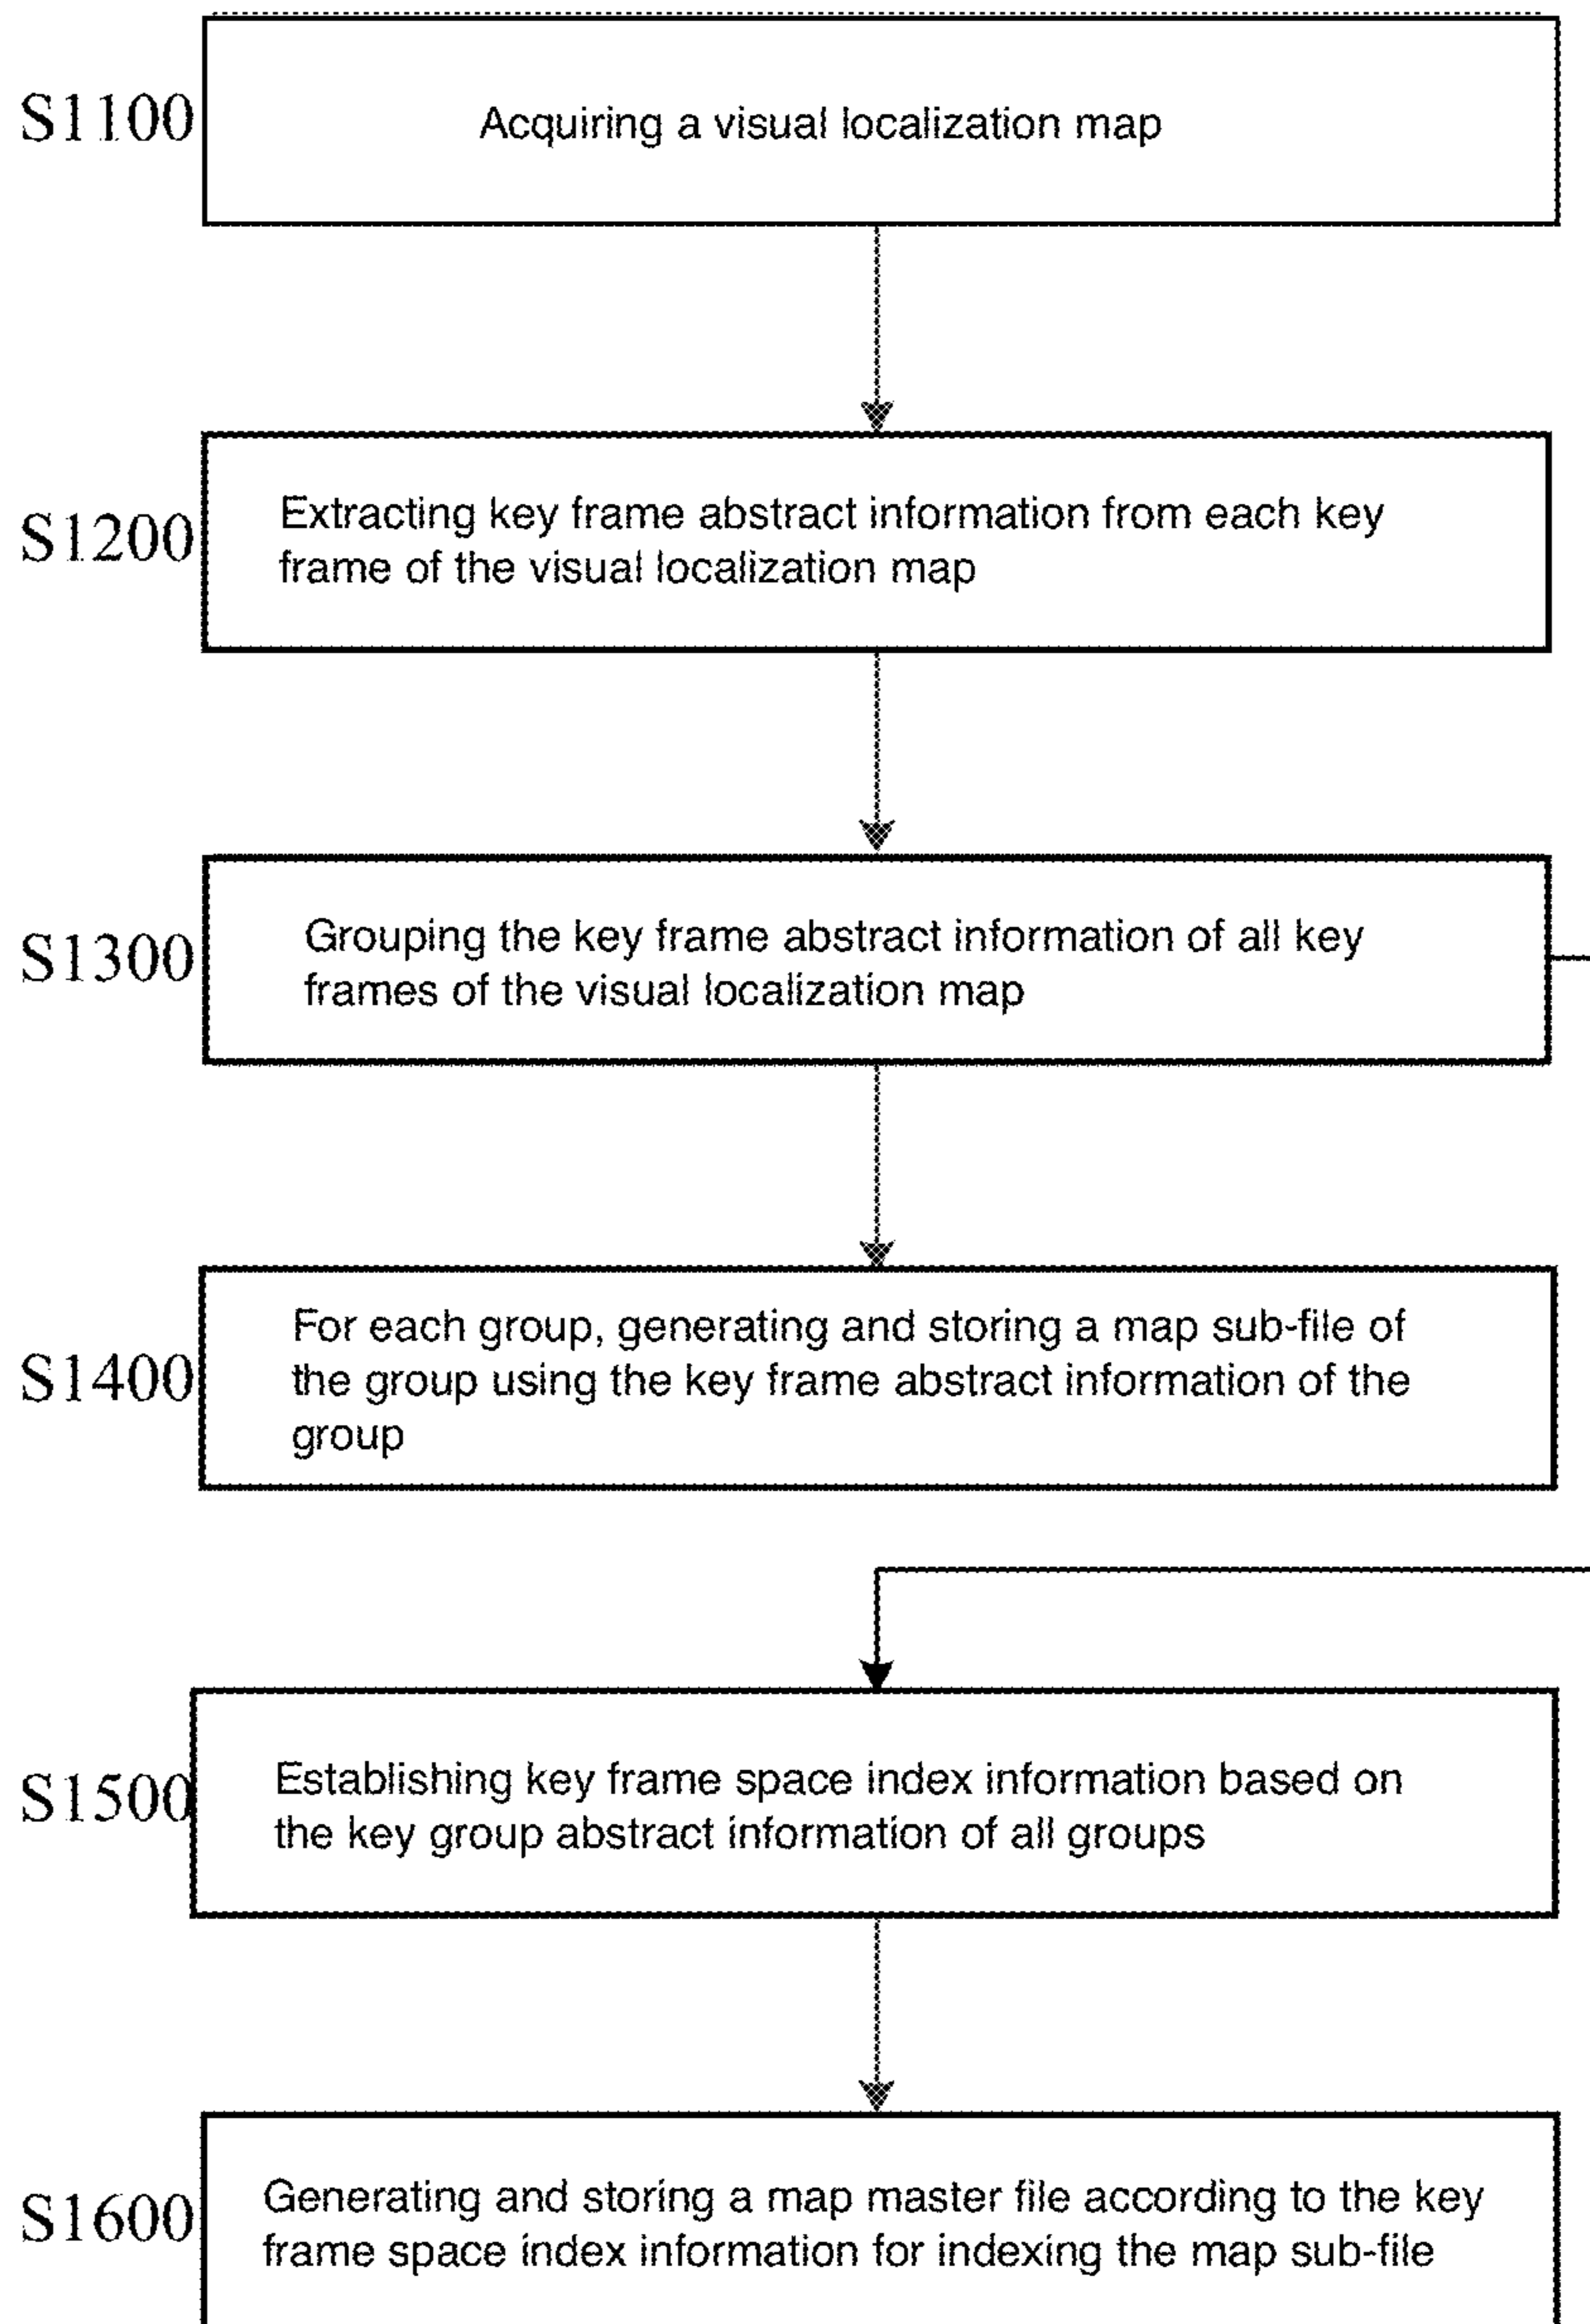 S1100
Acquiring a visual localization map
S1200
Extracting key frame abstract information from each key
frame of the visual localization map
S1300
Grouping the key frame abstract information of all key
frames of the visual localization map
S1400
For each group, generating and storing a map sub-file of
the group using the key frame abstract information of the
group
S1500
Establishing key frame space index information based on
the key group abstract information of all groups
S1600
Generating and storing a map master file according to the key
frame space index information for indexing the map sub-file